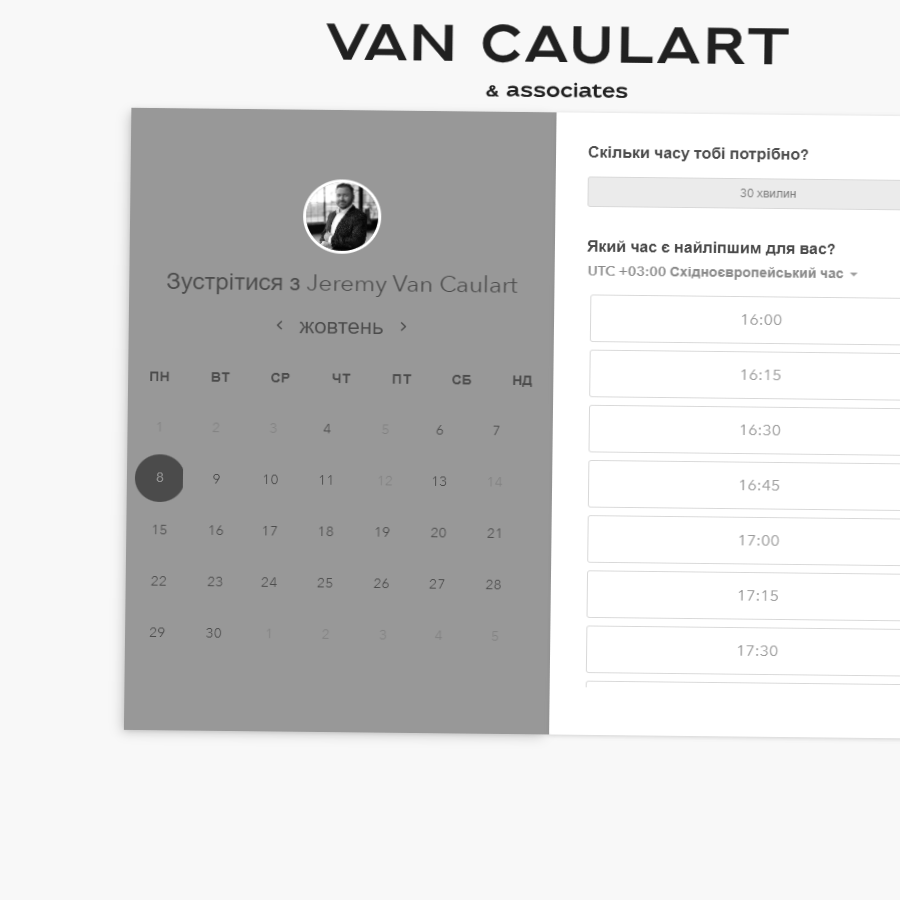 VAN CAULART
& associates
Зустрітися з Jeremy Van Caulart
жовтень
ПН ВТ СР ЧТ ПТ СБ НД
1 2 3 4 5 6 7
8 9 10 11 12 13 14
15 16 17 18 19 20 21
22 23 24 25 26 27 28
29 30 1 2 3 4 5
Скільки часу тобі потрібно?
30 хвилин
Який час є найліпшим для вас?
UTC +03:00 Східноєвропейський час
16:00
16:15
16:30
16:45
17:00
17:15
17:30